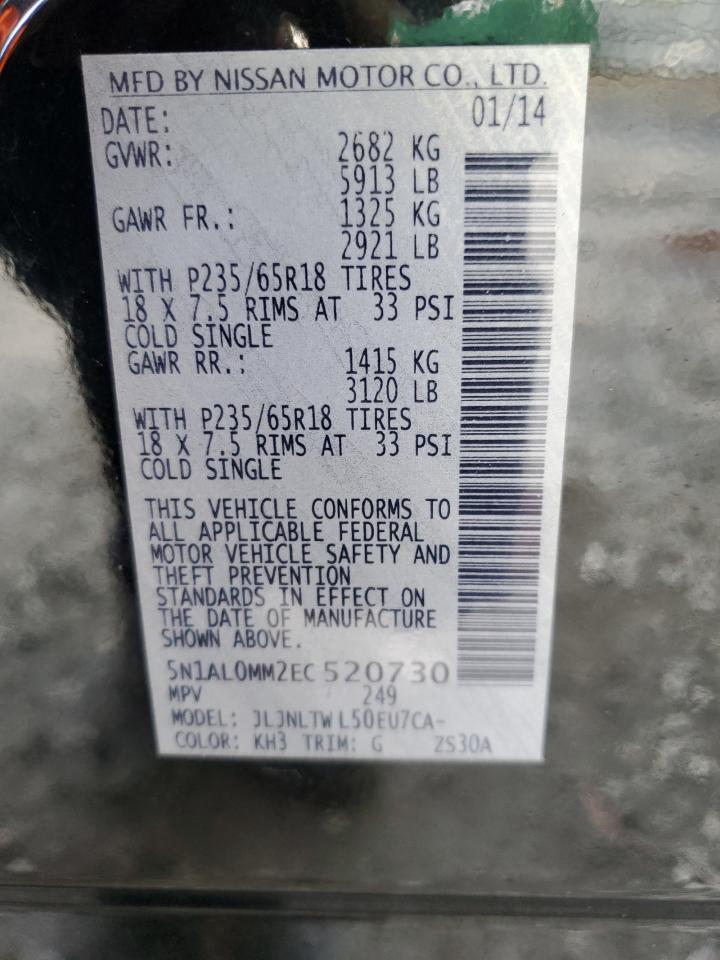 MFD BY NISSAN MOTOR CO., LTD.
DATE: 01/14
GVWR: 2682 KG
5913 LB
GAWR FR.: 1325 KG
2921 LB
WITH P235/65R18 TIRES
18 X 7.5 RIMS AT 33 PSI
COLD SINGLE
GAWR RR.: 1415 KG
3120 LB
WITH P235/65R18 TIRES
18 X 7.5 RIMS AT 33 PSI
COLD SINGLE
THIS VEHICLE CONFORMS TO
ALL APPLICABLE FEDERAL
MOTOR VEHICLE SAFETY AND
THEFT PREVENTION
STANDARDS IN EFFECT ON
THE DATE OF MANUFACTURE
SHOWN ABOVE.
5N1AL0MM2EC 520730
MPV 249
MODEL: JLJNLTW L50EU7CA-
COLOR: KH3 TRIM: G ZS30A